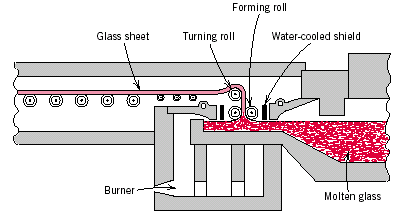 Forming roll
Glass sheet
Turning roll
Water-cooled shield
Burner
Molten glass